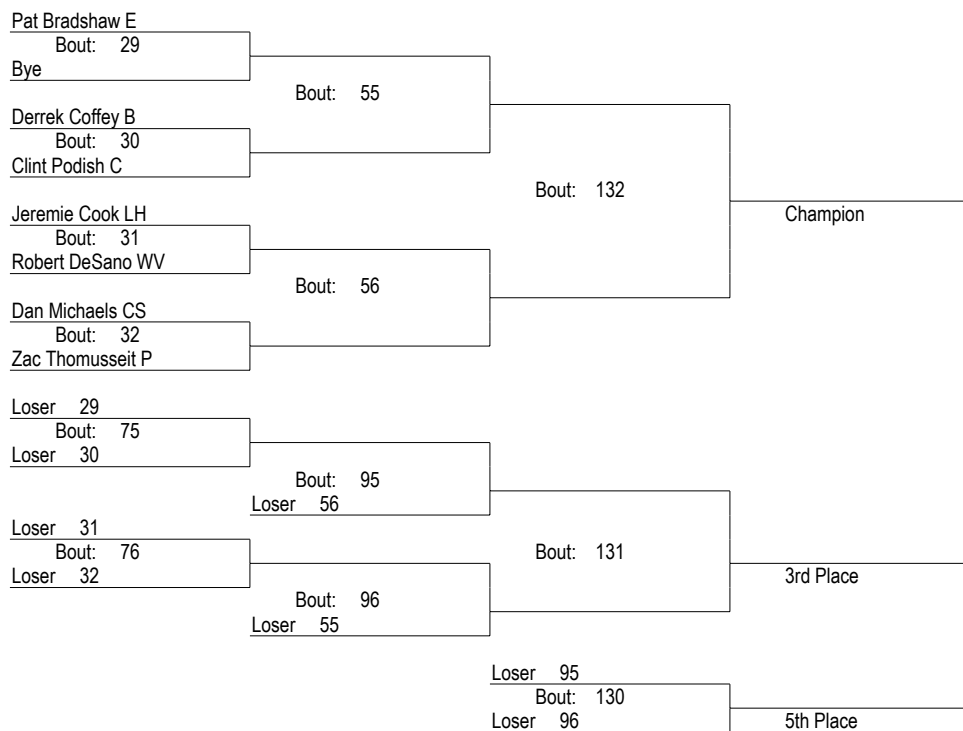 Pat Bradshaw E
Bout: 29
Bye
Bout: 55
Derrek Coffey B
Bout: 30
Clint Podish C
Bout: 132
Jeremie Cook LH
Champion
Bout: 31
Robert DeSano WV
Bout: 56
Dan Michaels CS
Bout: 32
Zac Thomusseit P
Loser 29
Bout: 75
Loser 30
Bout: 95
Loser 56
Loser 31
Bout: 76
Bout: 131
Loser 32
3rd Place
Bout: 96
Loser 55
Loser 95
Bout: 130
Loser 96
5th Place